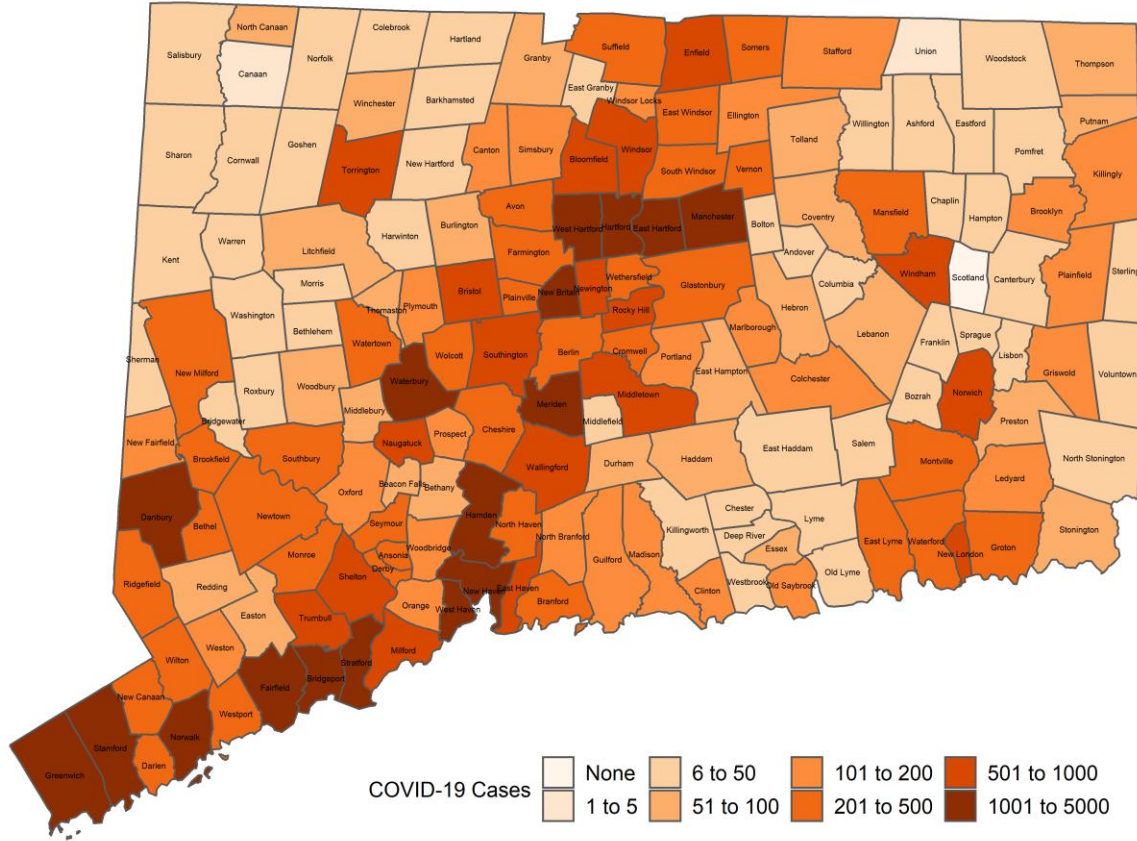 North Canaan
Colebrook
Hartland
Salisbury
Canaan
Norfolk
Granby
Suffield
Enfield
Somers
Stafford
Union
Woodstock
Thompson
East Granby
Winchester
Barkhamsted
Windsor Locks
East Windsor
Ellington
Putnam
Sharon
Cornwall
Goshen
Torrington
New Hartford
Canton
Simsbury
Bloomfield
Windsor
Tolland
Willington
Ashford
Eastford
Pomfret
South Windsor
Vernon
Killingly
Avon
Mansfield
Chaplin
Hampton
Brooklyn
West Hartford
Hartford
East Hartford
Manchester
Bolton
Coventry
Kent
Warren
Litchfield
Harwinton
Burlington
Farmington
Andover
Windham
Scotland
Canterbury
Plainfield
Sterling
Morris
Wethersfield
Glastonbury
Columbia
New Britain
Newington
Bristol
Plainville
Rocky Hill
Hebron
Washington
Bethlehem
Thomaston
Plymouth
Marlborough
Lebanon
Franklin
Sprague
Lisbon
Sherman
New Milford
Watertown
Wolcott
Southington
Berlin
Cromwell
Portland
East Hampton
Colchester
Griswold
Voluntown
Roxbury
Woodbury
Waterbury
Meriden
Middletown
Bozrah
Norwich
Bridgewater
Middlebury
Middlefield
Preston
New Fairfield
Brookfield
Southbury
Naugatuck
Prospect
Cheshire
Wallingford
Durham
Haddam
East Haddam
Salem
Montville
North Stonington
Danbury
Bethel
Newtown
Oxford
Beacon Falls
Bethany
Hamden
North Haven
Ledyard
Seymour
Killingworth
Chester
Lyme
Deep River
Ridgefield
Redding
Monroe
Ansonia
Woodbridge
North Branford
Guilford
Madison
Essex
East Lyme
Waterford
New London
Groton
Stonington
Derby
Shelton
Easton
Orange
New Haven
East Haven
West Haven
Branford
Clinton
Westbrook
Old Saybrook
Old Lyme
Trumbull
Weston
Wilton
Milford
Stratford
Bridgeport
Fairfield
New Canaan
Westport
Norwalk
Stamford
Darien
Greenwich
COVID-19 Cases
None
6 to 50
101 to 200
501 to 1000
1 to 5
51 to 100
201 to 500
1001 to 5000